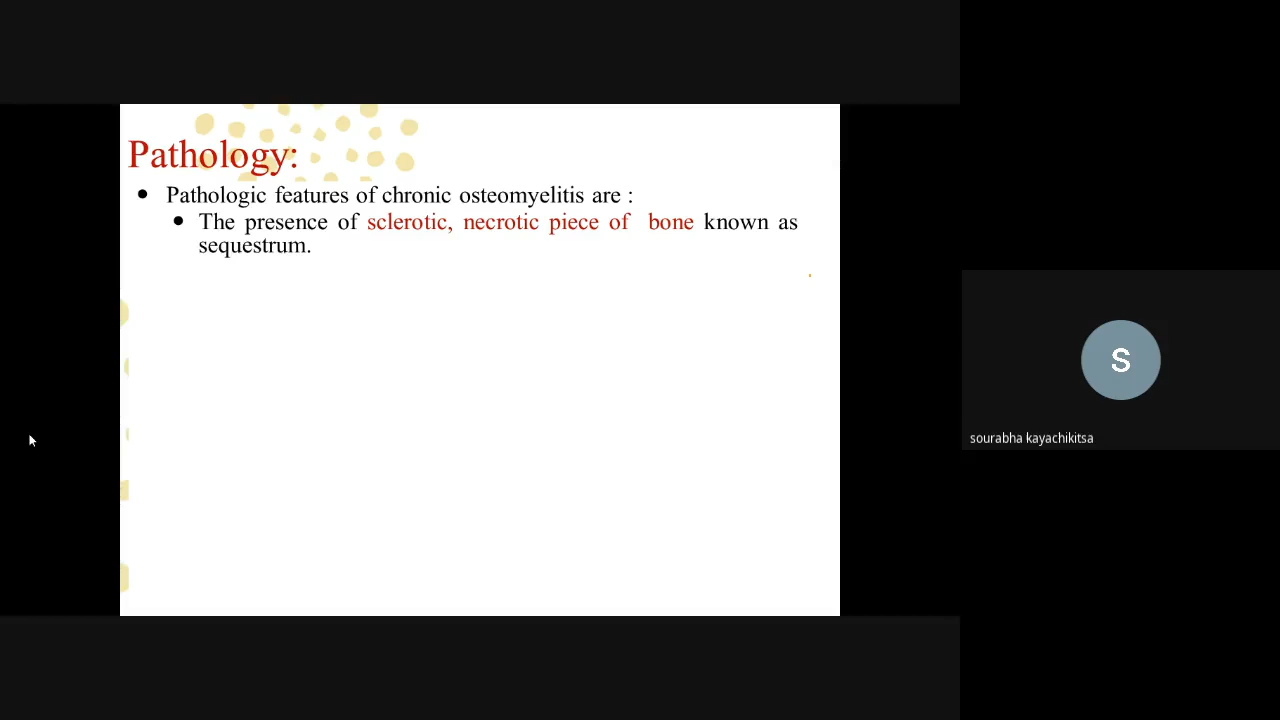 Pathology:
● Pathologic features of chronic osteomyelitis are :
● The presence of sclerotic, necrotic piece of bone known as
sequestrum.
S
sourabha kayachikitsa